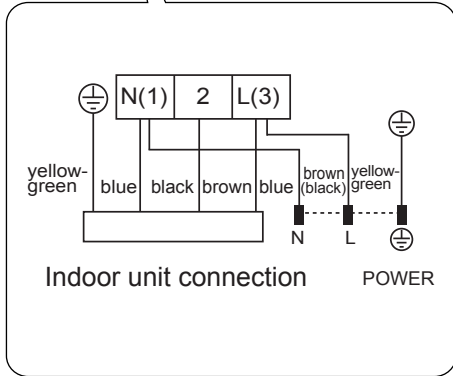 N(1) 2 L(3)
yellow-
green
blue
black
brown
blue
brown
(black)
yellow-
green
N L
Indoor unit connection
POWER